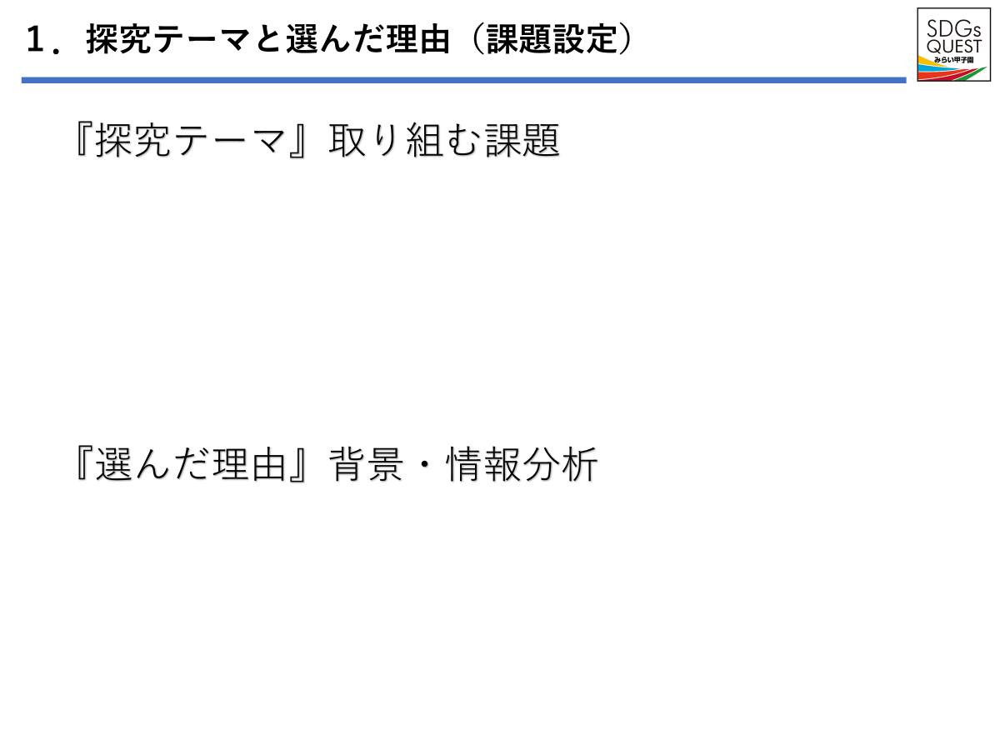 １．探究テーマと選んだ理由（課題設定）
SDGs
QUEST
みらい甲子園
『探究テーマ』取り組む課題
『選んだ理由』背景・情報分析